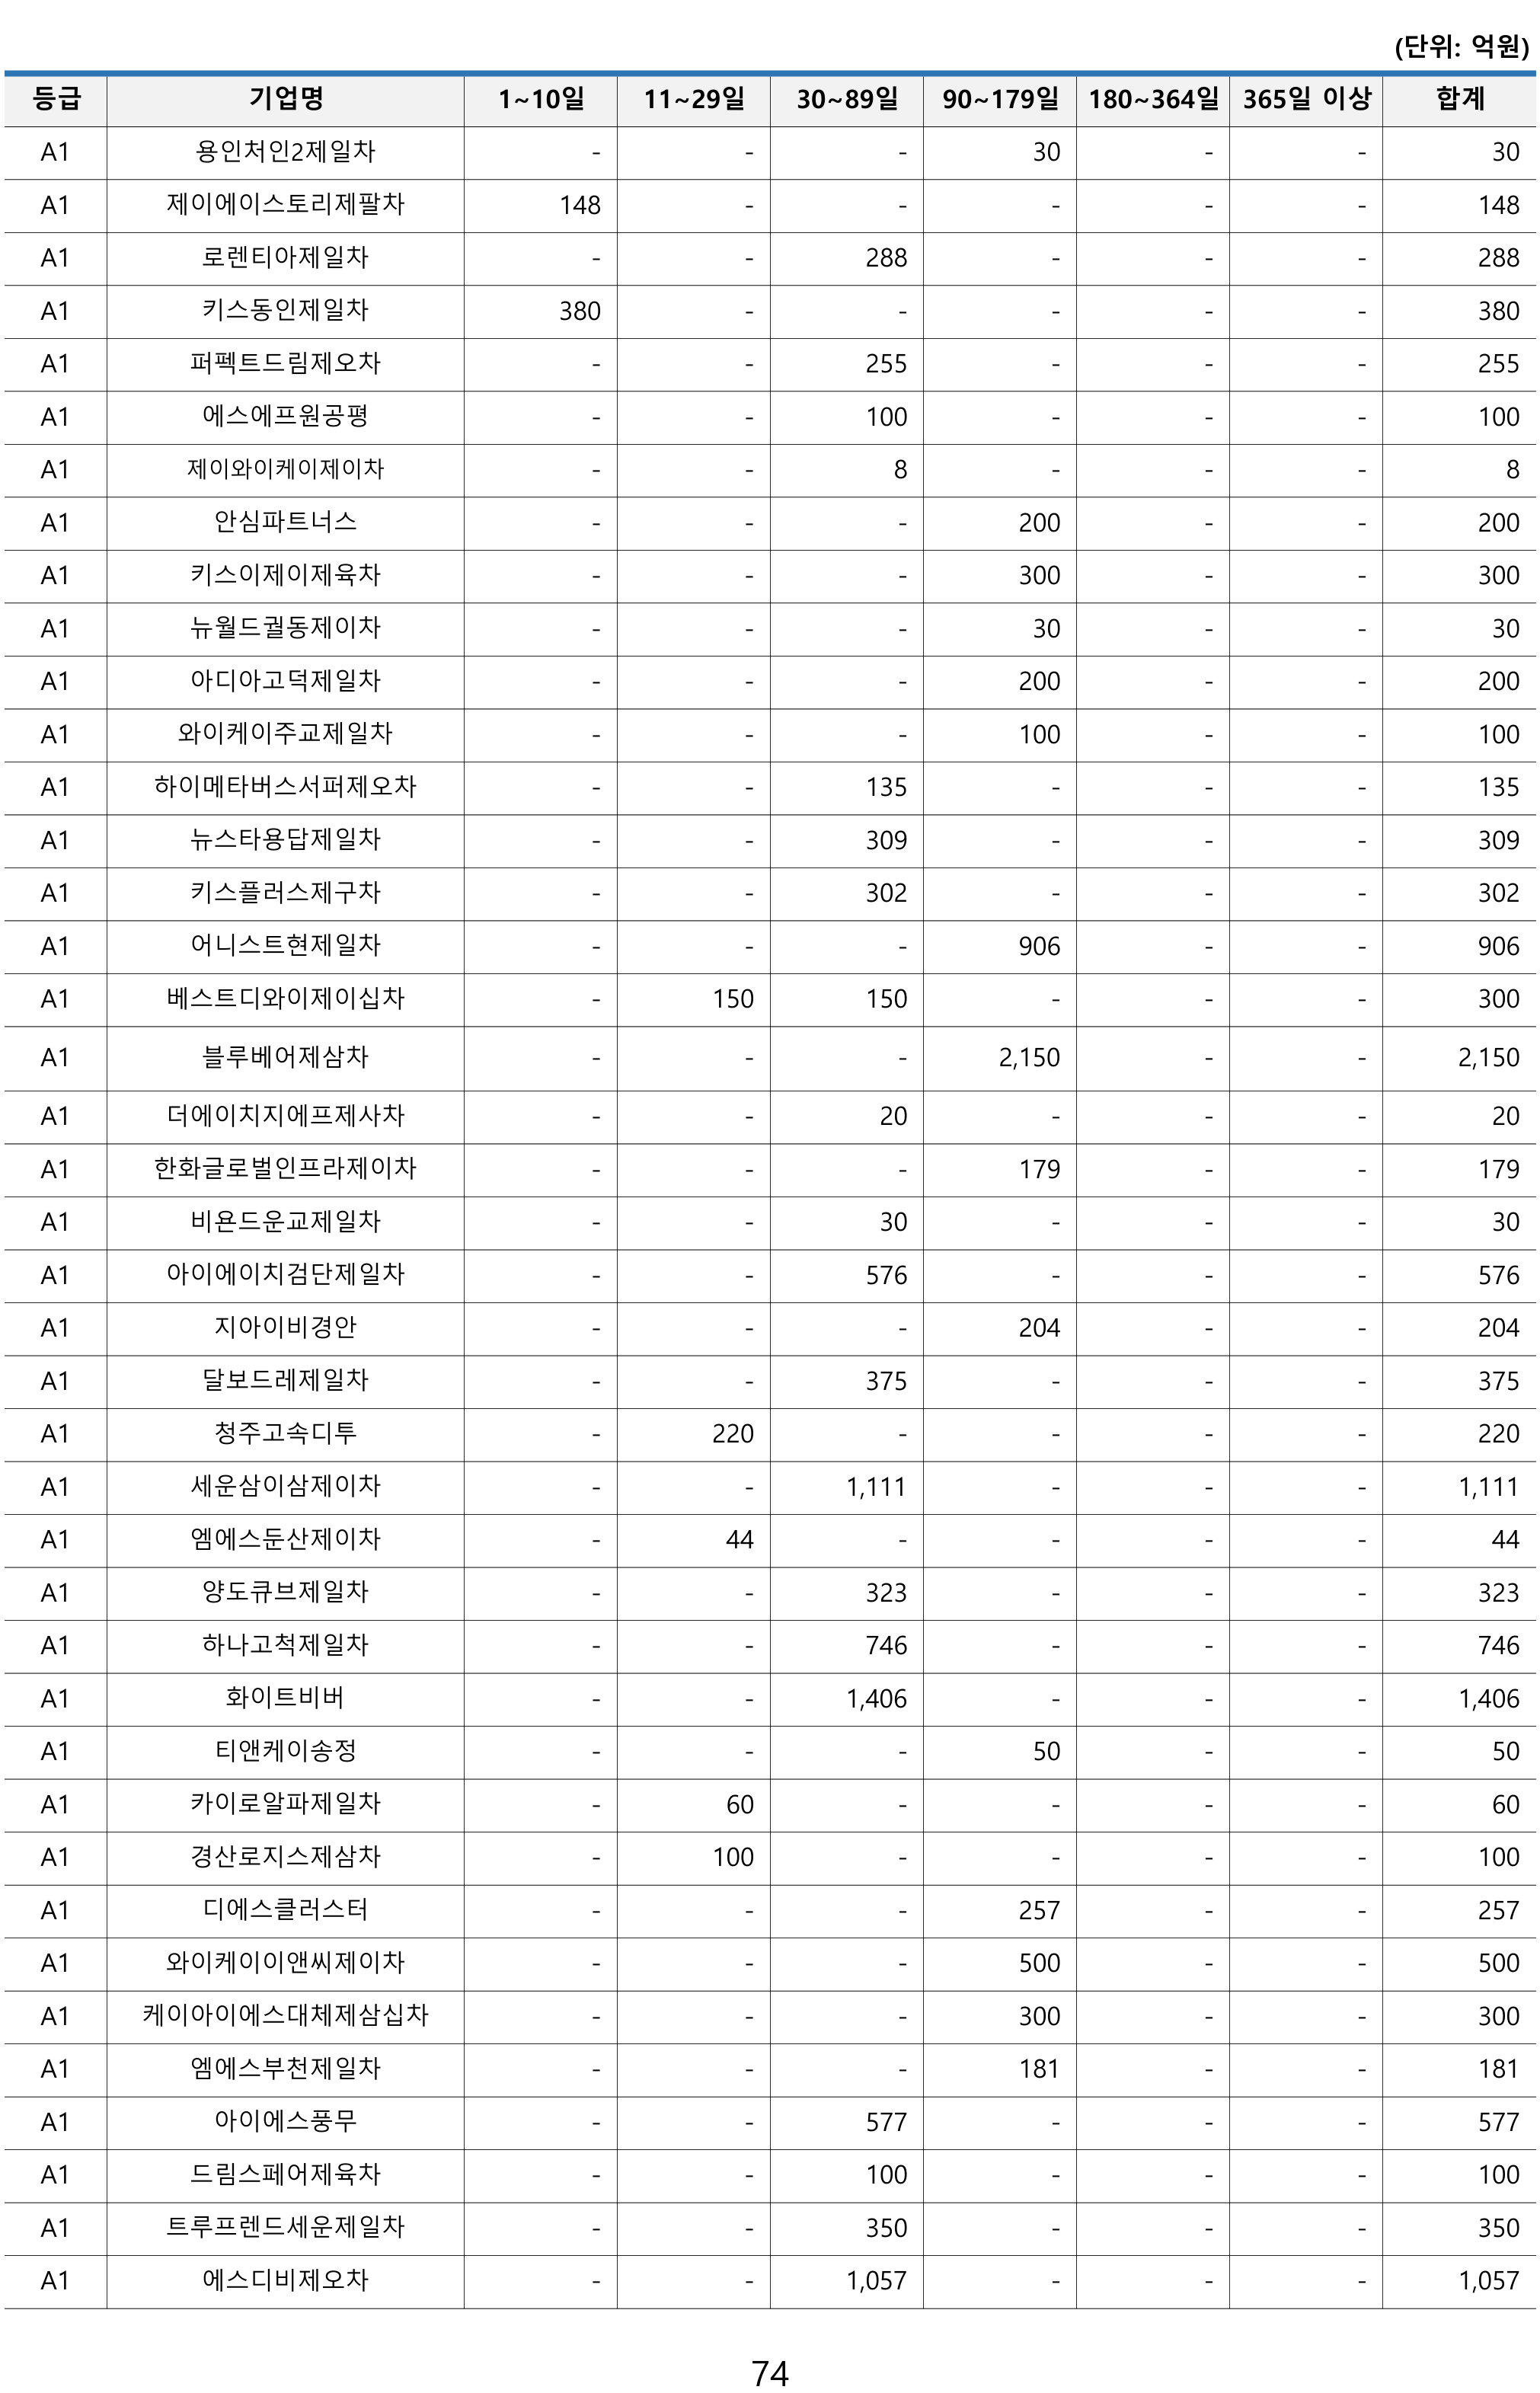 (단위: 억원)
등급 기업명 1~10일 11~29일 30~89일 90~179일 180~364일 365일 이상 합계
A1 용인처인2제일차 - - - 30 - - 30
A1 제이에이스토리제팔차 148 - - - - - 148
A1 로렌티아제일차 - - 288 - - - 288
A1 키스동인제일차 380 - - - - - 380
A1 퍼펙트드림제오차 - - 255 - - - 255
A1 에스에프원공평 - - 100 - - - 100
A1 제이와이케이제이차 - - 8 - - - 8
A1 안심파트너스 - - - 200 - - 200
A1 키스이제이제육차 - - - 300 - - 300
A1 뉴월드궐동제이차 - - - 30 - - 30
A1 아디아고덕제일차 - - - 200 - - 200
A1 와이케이주교제일차 - - - 100 - - 100
A1 하이메타버스서퍼제오차 - - 135 - - - 135
A1 뉴스타용답제일차 - - 309 - - - 309
A1 키스플러스제구차 - - 302 - - - 302
A1 어니스트현제일차 - - - 906 - - 906
A1 베스트디와이제이십차 - 150 150 - - - 300
A1 블루베어제삼차 - - - 2,150 - - 2,150
A1 더에이치지에프제사차 - - 20 - - - 20
A1 한화글로벌인프라제이차 - - - 179 - - 179
A1 비욘드운교제일차 - - 30 - - - 30
A1 아이에이치검단제일차 - - 576 - - - 576
A1 지아이비경안 - - - 204 - - 204
A1 달보드레제일차 - - 375 - - - 375
A1 청주고속디투 - 220 - - - - 220
A1 세운삼이삼제이차 - - 1,111 - - - 1,111
A1 엠에스둔산제이차 - 44 - - - - 44
A1 양도큐브제일차 - - 323 - - - 323
A1 하나고척제일차 - - 746 - - - 746
A1 화이트비버 - - 1,406 - - - 1,406
A1 티앤케이송정 - - - 50 - - 50
A1 카이로알파제일차 - 60 - - - - 60
A1 경산로지스제삼차 - 100 - - - - 100
A1 디에스클러스터 - - - 257 - - 257
A1 와이케이이앤씨제이차 - - - 500 - - 500
A1 케이아이에스대체제삼십차 - - - 300 - - 300
A1 엠에스부천제일차 - - - 181 - - 181
A1 아이에스풍무 - - 577 - - - 577
A1 드림스페어제육차 - - 100 - - - 100
A1 트루프렌드세운제일차 - - 350 - - - 350
A1 에스디비제오차 - - 1,057 - - - 1,057
74